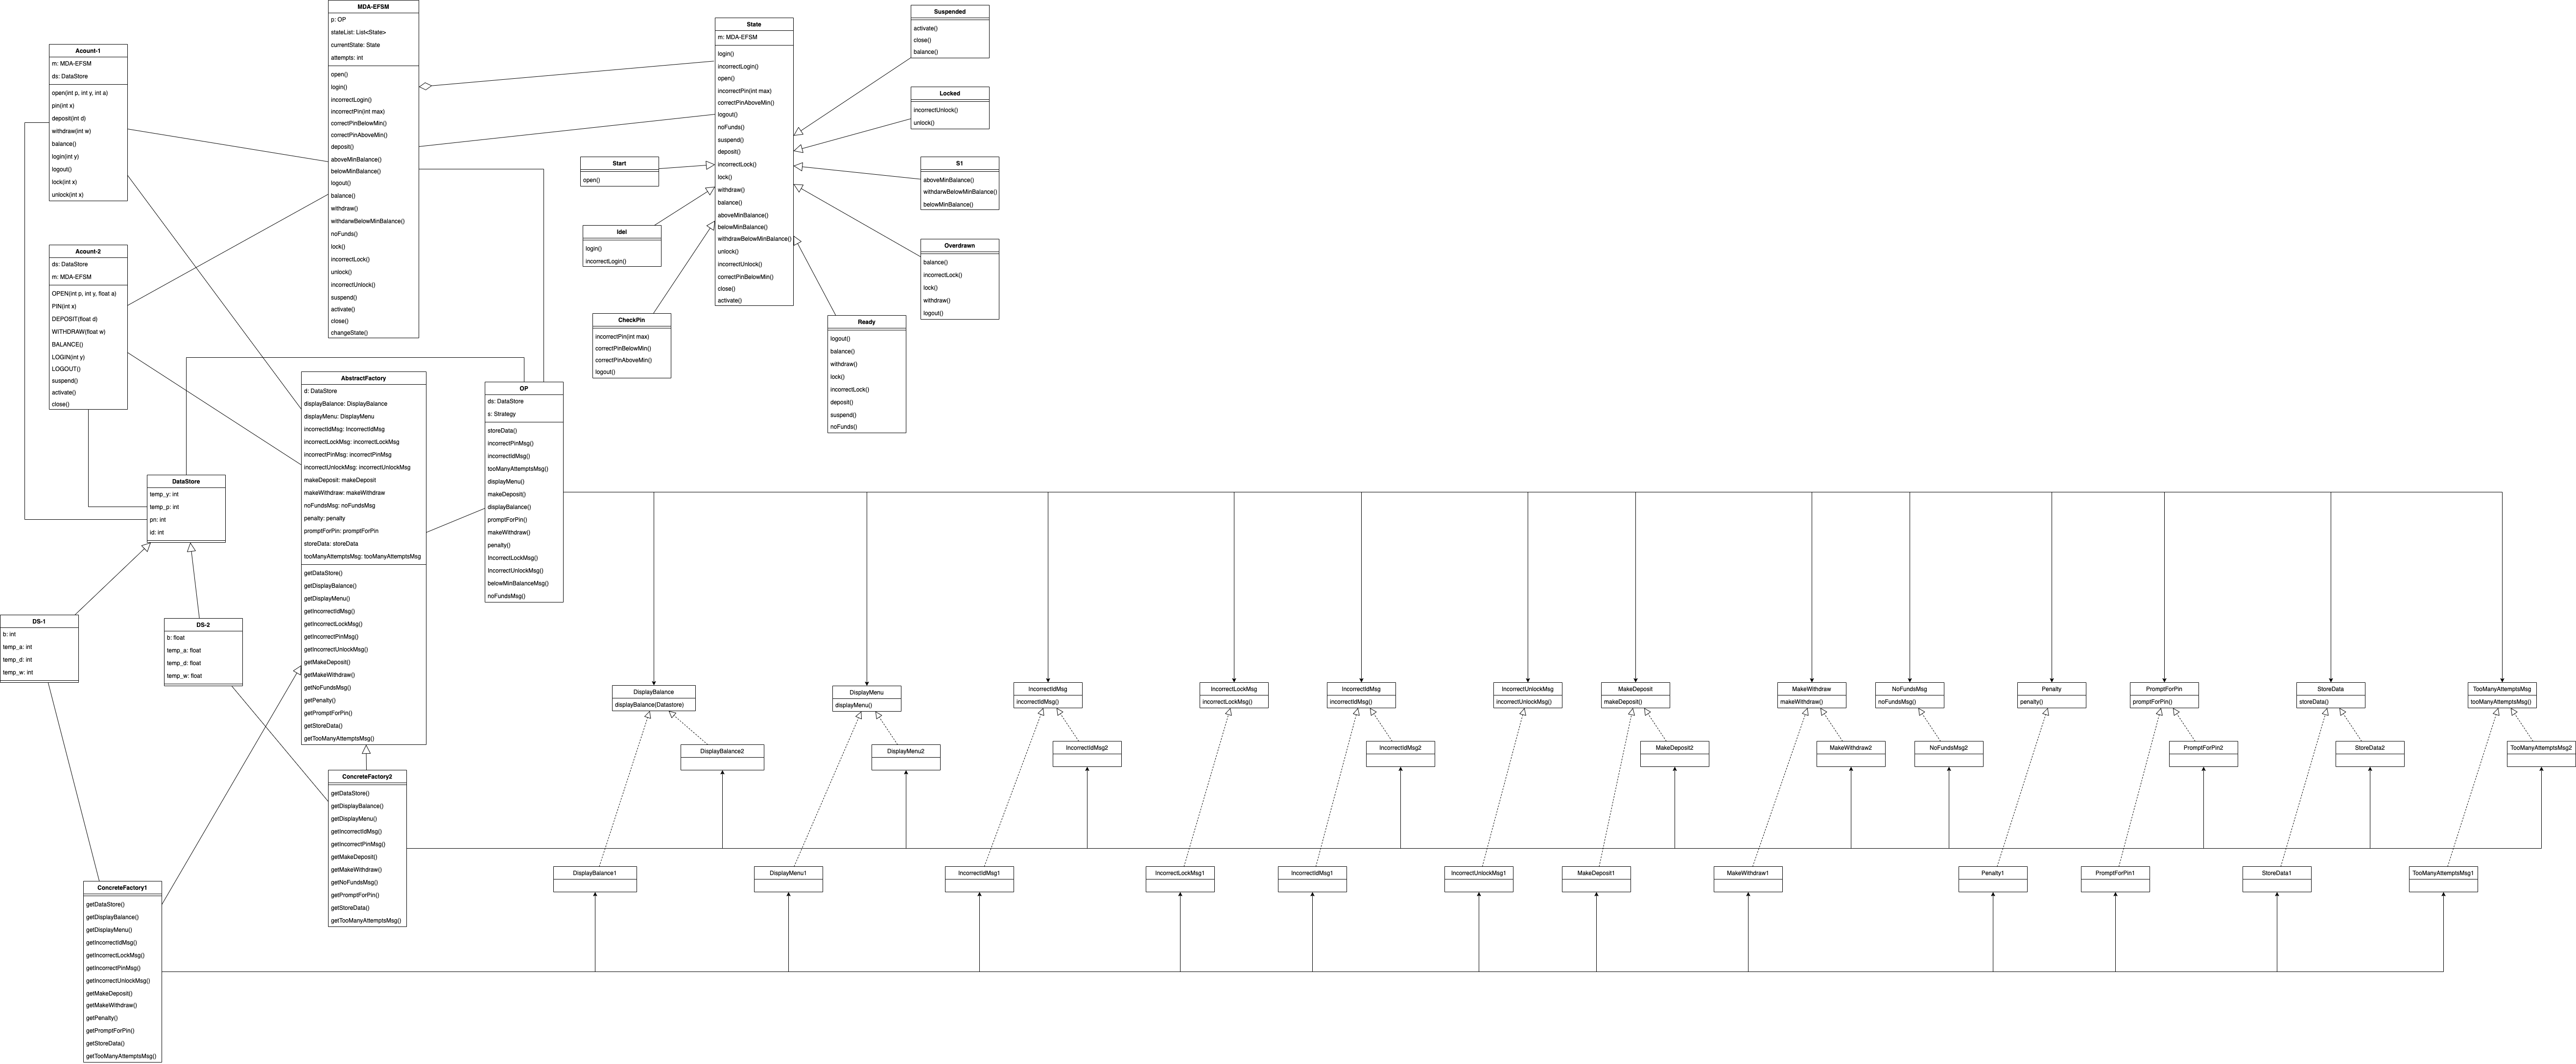 MDA-EFSM
p: OP
stateList: List<State>
currentState: State
attempts: int
open()
login()
incorrectLogin()
incorrectPin(int max)
correctPinBelowMin()
correctPinAboveMin()
deposit()
aboveMinBalance()
belowMinBalance()
logout()
balance()
withdraw()
withdarwBelowMinBalance()
noFunds()
lock()
incorrectLock()
unlock()
incorrectUnlock()
suspend()
activate()
close()
changeState()
State
m: MDA-EFSM
login()
incorrectLogin()
open()
incorrectPin(int max)
correctPinAboveMin()
logout()
noFunds()
suspend()
deposit()
incorrectLock()
lock()
withdraw()
balance()
aboveMinBalance()
belowMinBalance()
withdrawBelowMinBalance()
unlock()
incorrectUnlock()
correctPinBelowMin()
close()
activate()
Suspended
activate()
close()
balance()
Locked
incorrectUnlock()
unlock()
S1
aboveMinBalance()
withdarwBelowMinBalance()
belowMinBalance()
Overdrawn
balance()
incorrectLock()
lock()
withdraw()
logout()
Start
open()
Idel
login()
incorrectLogin()
CheckPin
incorrectPin(int max)
correctPinBelowMin()
correctPinAboveMin()
logout()
Ready
logout()
balance()
withdraw()
lock()
incorrectLock()
deposit()
suspend()
noFunds()
Acount-1
m: MDA-EFSM
ds: DataStore
open(int p, int y, int a)
pin(int x)
deposit(int d)
withdraw(int w)
balance()
login(int y)
logout()
lock(int x)
unlock(int x)
Acount-2
ds: DataStore
m: MDA-EFSM
OPEN(int p, int y, float a)
PIN(int x)
DEPOSIT(float d)
WITHDRAW(float w)
BALANCE()
LOGIN(int y)
LOGOUT()
suspend()
activate()
close()
AbstractFactory
d: DataStore
displayBalance: DisplayBalance
displayMenu: DisplayMenu
incorrectIdMsg: IncorrectIdMsg
incorrectLockMsg: incorrectLockMsg
incorrectPinMsg: incorrectPinMsg
incorrectUnlockMsg: incorrectUnlockMsg
makeDeposit: makeDeposit
makeWithdraw: makeWithdraw
noFundsMsg: noFundsMsg
penalty: penalty
promptForPin: promptForPin
storeData: storeData
tooManyAttemptsMsg: tooManyAttemptsMsg
getDataStore()
getDisplayBalance()
getDisplayMenu()
getIncorrectIdMsg()
getIncorrectLockMsg()
getIncorrectPinMsg()
getIncorrectUnlockMsg()
getMakeDeposit()
getMakeWithdraw()
getNoFundsMsg()
getPenalty()
getPromptForPin()
getStoreData()
getTooManyAttemptsMsg()
OP
ds: DataStore
s: Strategy
storeData()
incorrectPinMsg()
incorrectIdMsg()
tooManyAttemptsMsg()
displayMenu()
makeDeposit()
displayBalance()
promptForPin()
makeWithdraw()
penalty()
IncorrectLockMsg()
IncorrectUnlockMsg()
belowMinBalanceMsg()
noFundsMsg()
DataStore
temp_y: int
temp_p: int
pn: int
id: int
DS-1
b: int
temp_a: int
temp_d: int
temp_w: int
DS-2
b: float
temp_a: float
temp_d: float
temp_w: float
DisplayBalance
displayBalance(Datastore)
DisplayMenu
displayMenu()
IncorrectIdMsg
incorrectIdMsg()
IncorrectLockMsg
incorrectLockMsg()
IncorrectIdMsg
incorrectIdMsg()
IncorrectUnlockMsg
incorrectUnlockMsg()
MakeDeposit
makeDeposit()
MakeWithdraw
makeWithdraw()
NoFundsMsg
noFundsMsg()
Penalty
penalty()
PromptForPin
promptForPin()
StoreData
storeData()
TooManyAttemptsMsg
tooManyAttemptsMsg()
DisplayBalance2
DisplayMenu2
IncorrectIdMsg2
IncorrectIdMsg2
MakeDeposit2
MakeWithdraw2
NoFundsMsg2
PromptForPin2
StoreData2
TooManyAttemptsMsg2
ConcreteFactory2
getDataStore()
getDisplayBalance()
getDisplayMenu()
getIncorrectIdMsg()
getIncorrectPinMsg()
getMakeDeposit()
getMakeWithdraw()
getNoFundsMsg()
getPromptForPin()
getStoreData()
getTooManyAttemptsMsg()
DisplayBalance1
DisplayMenu1
IncorrectIdMsg1
IncorrectLockMsg1
IncorrectIdMsg1
IncorrectUnlockMsg1
MakeDeposit1
MakeWithdraw1
Penalty1
PromptForPin1
StoreData1
TooManyAttemptsMsg1
ConcreteFactory1
getDataStore()
getDisplayBalance()
getDisplayMenu()
getIncorrectIdMsg()
getIncorrectLockMsg()
getIncorrectPinMsg()
getIncorrectUnlockMsg()
getMakeDeposit()
getMakeWithdraw()
getPenalty()
getPromptForPin()
getStoreData()
getTooManyAttemptsMsg()